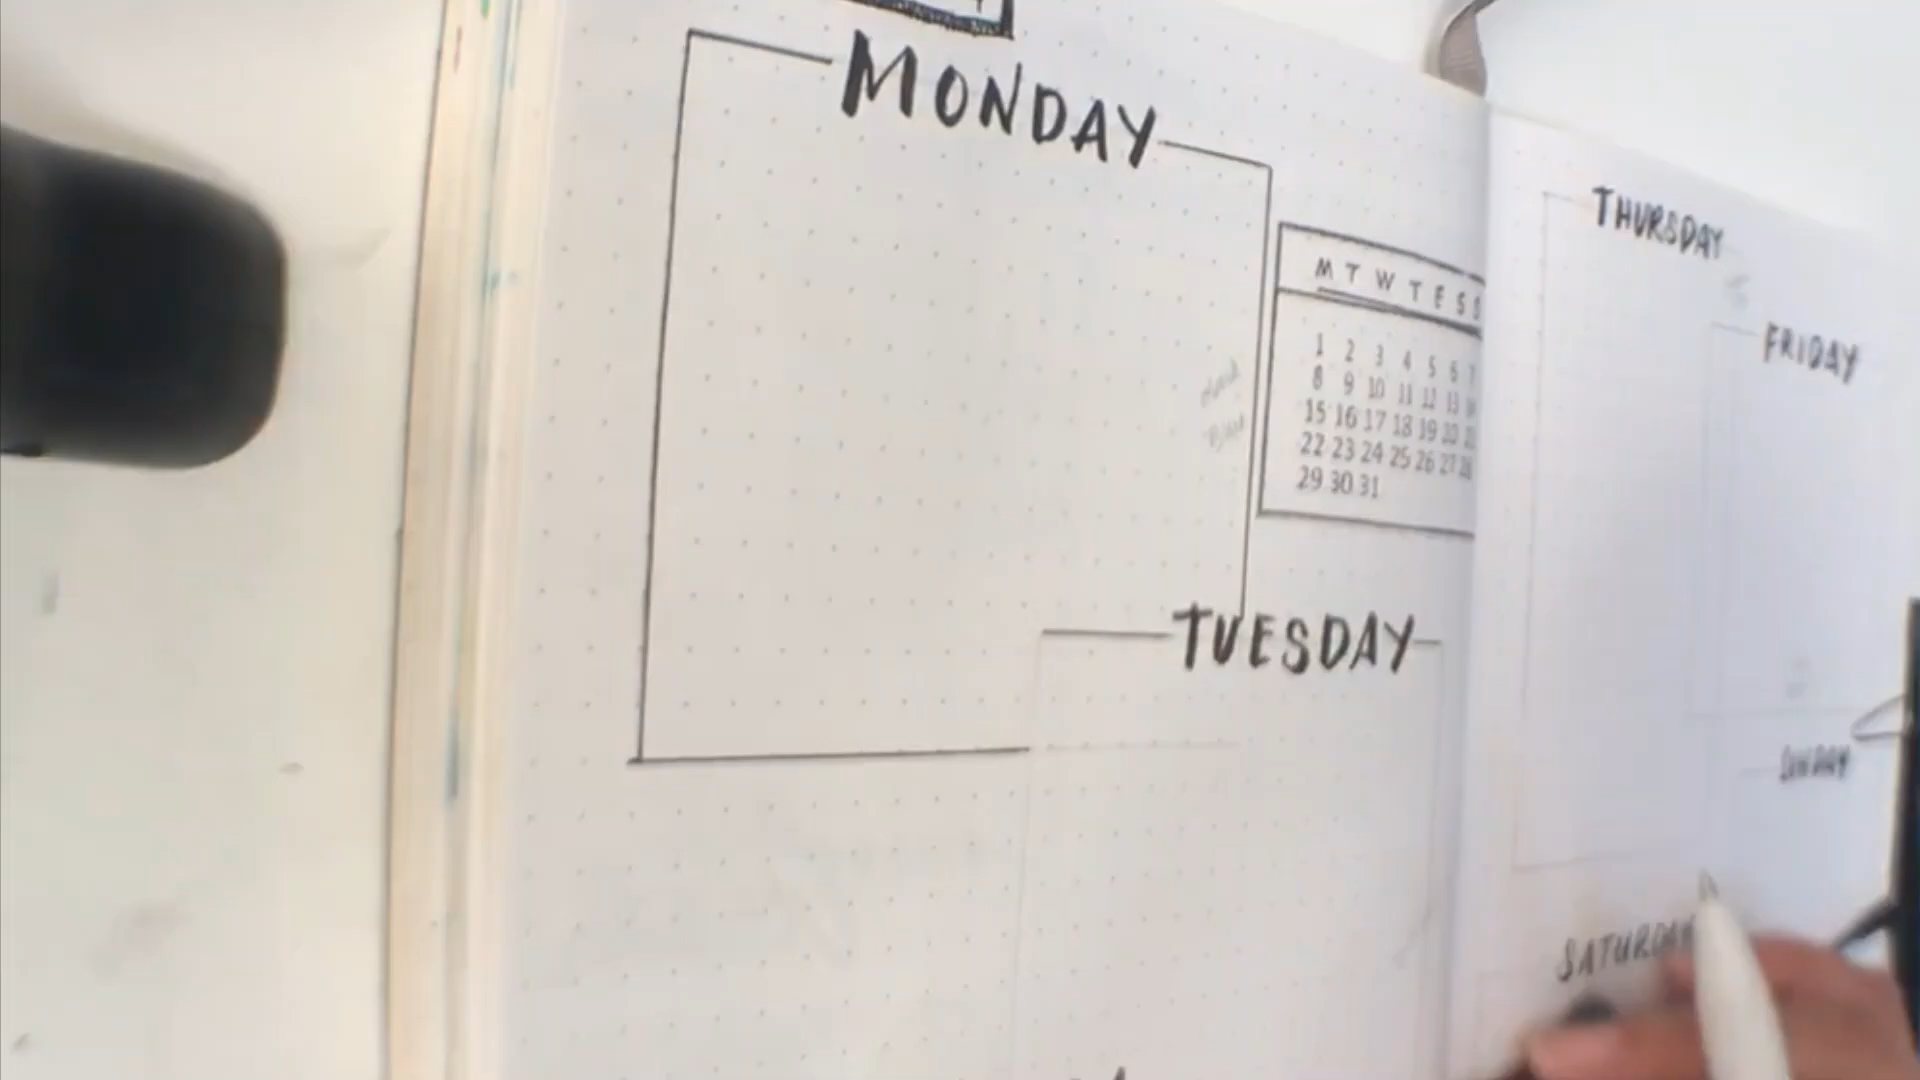 MONDAY
M T W T F S S
1 2 3 4 5 6 7
8 9 10 11 12 13 14
15 16 17 18 19 20 21
22 23 24 25 26 27 28
29 30 31
TUESDAY
THURSDAY
FRIDAY
SUNDAY
SATURDAY